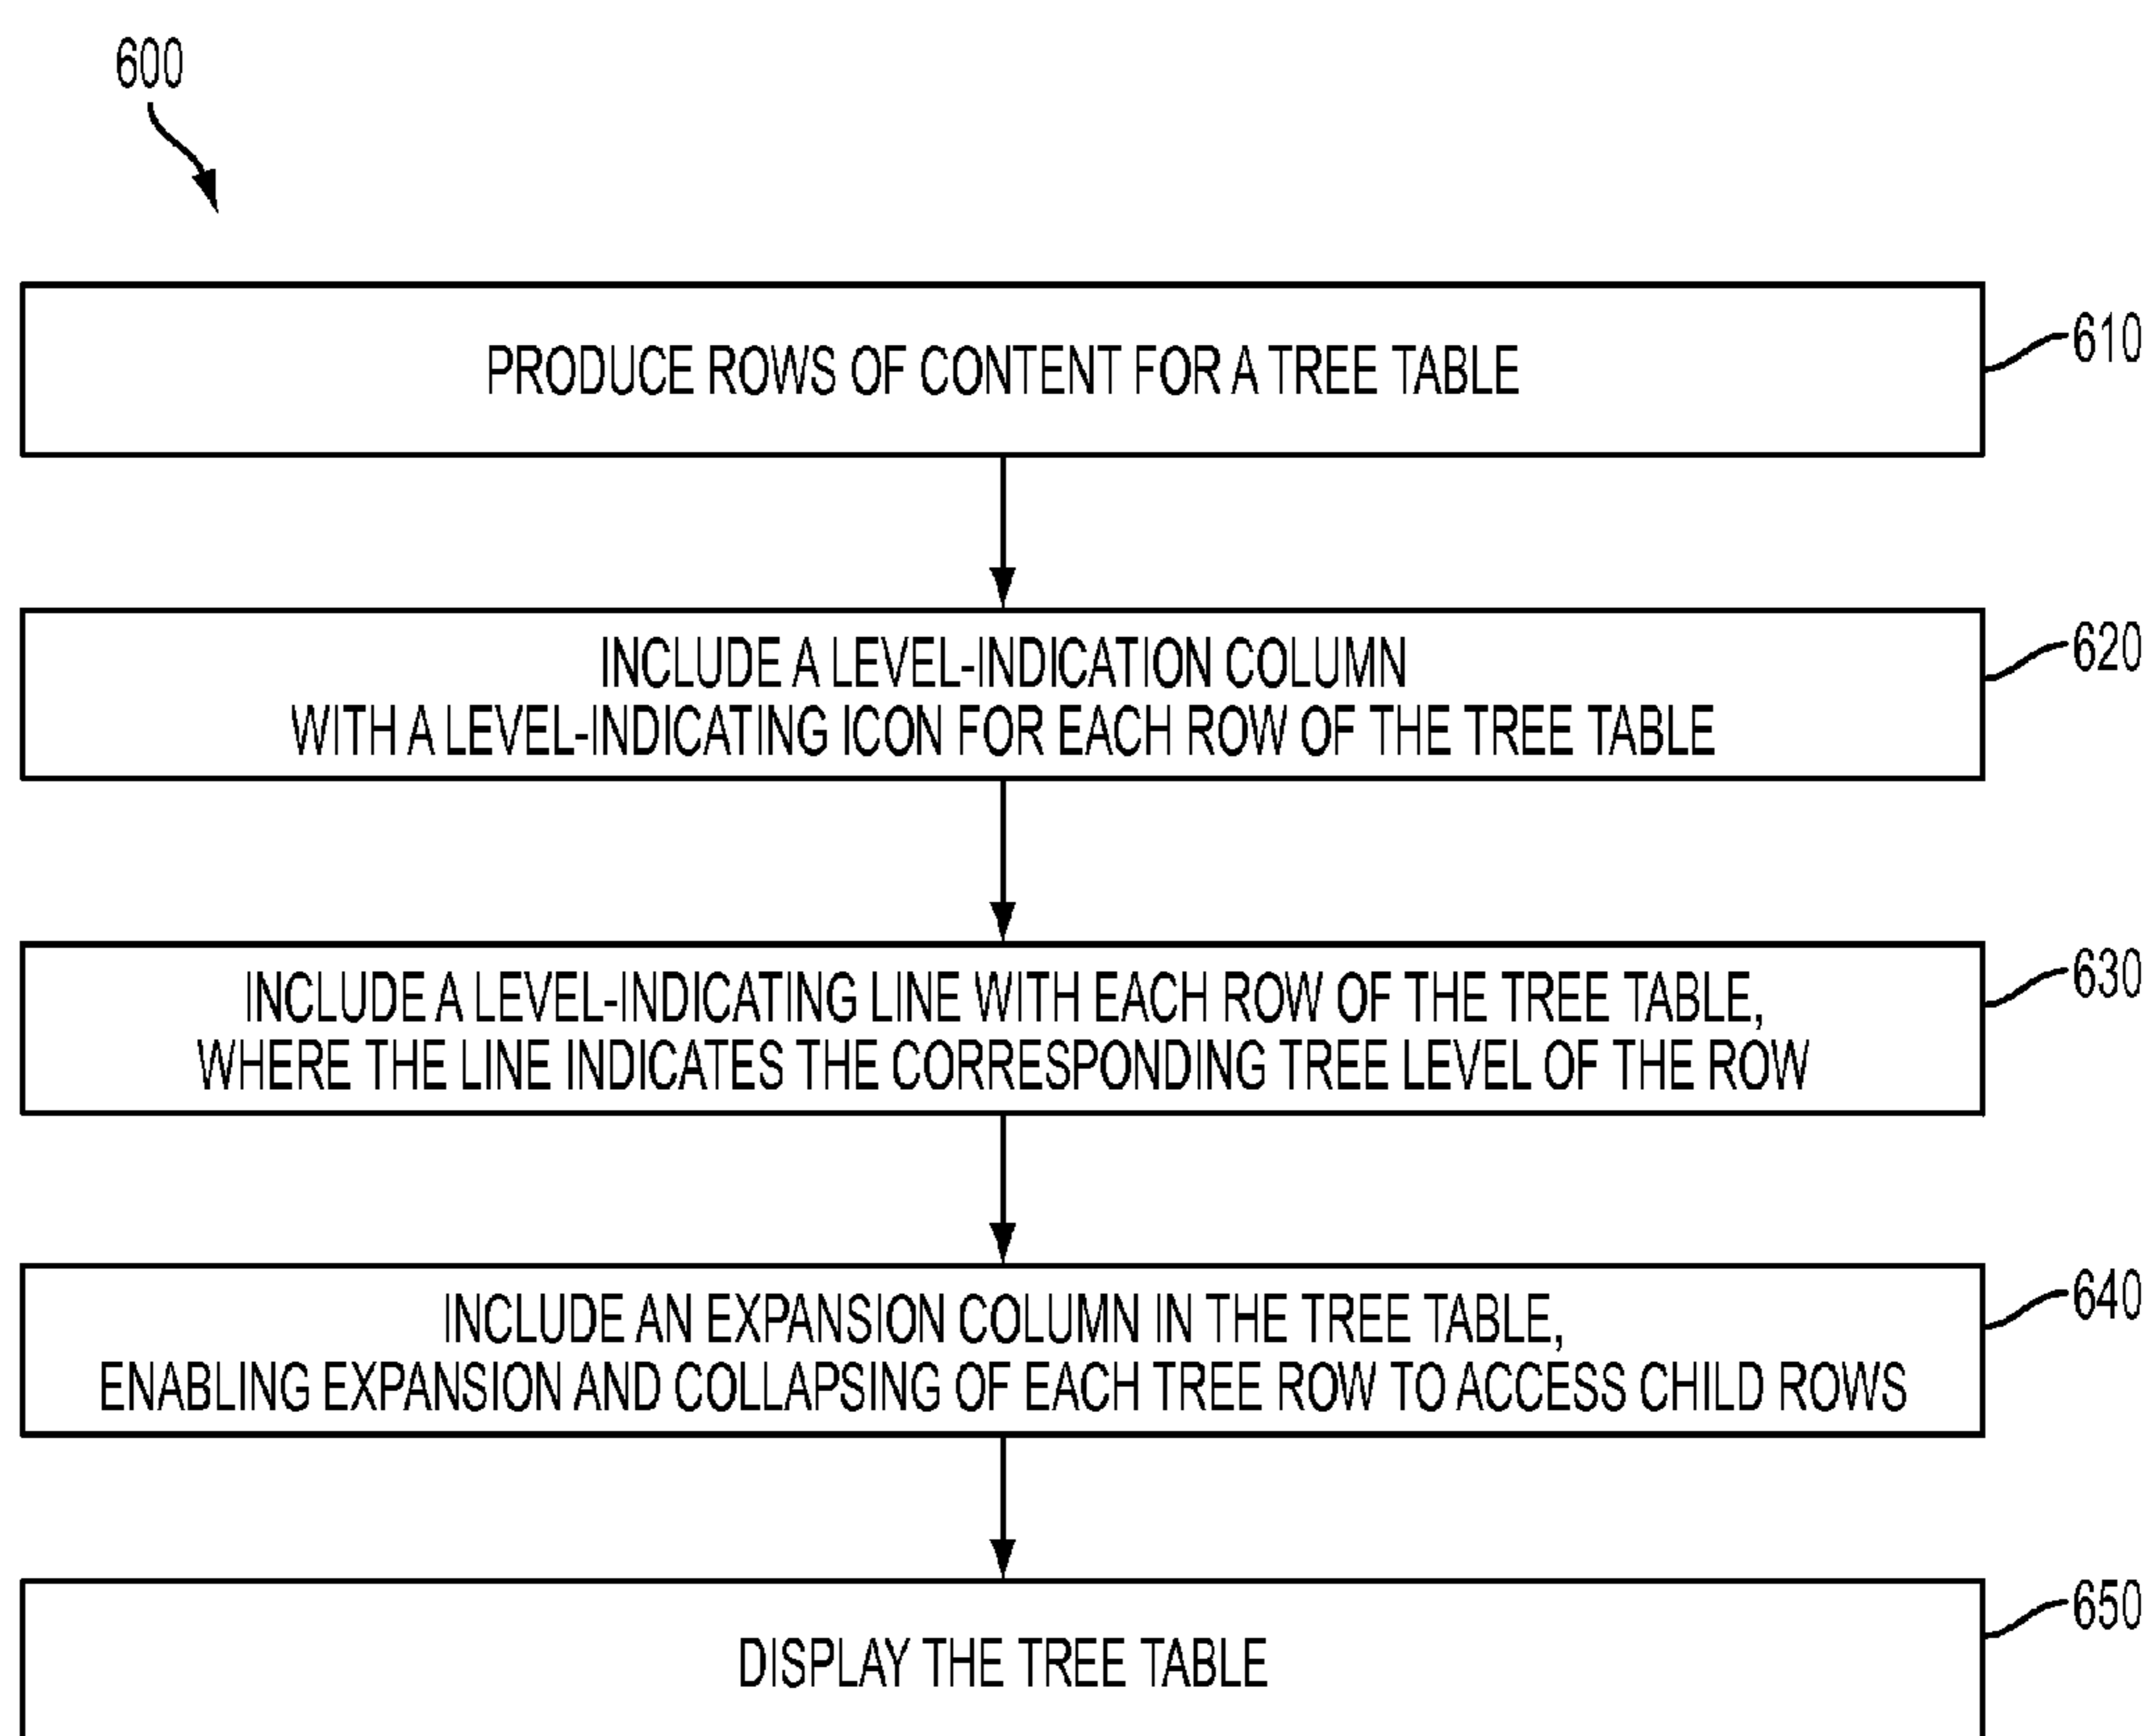 600
PRODUCE ROWS OF CONTENT FOR A TREE TABLE
610
INCLUDE A LEVEL-INDICATION COLUMN
WITH A LEVEL-INDICATING ICON FOR EACH ROW OF THE TREE TABLE
620
INCLUDE A LEVEL-INDICATING LINE WITH EACH ROW OF THE TREE TABLE,
WHERE THE LINE INDICATES THE CORRESPONDING TREE LEVEL OF THE ROW
630
INCLUDE AN EXPANSION COLUMN IN THE TREE TABLE,
ENABLING EXPANSION AND COLLAPSING OF EACH TREE ROW TO ACCESS CHILD ROWS
640
DISPLAY THE TREE TABLE
650